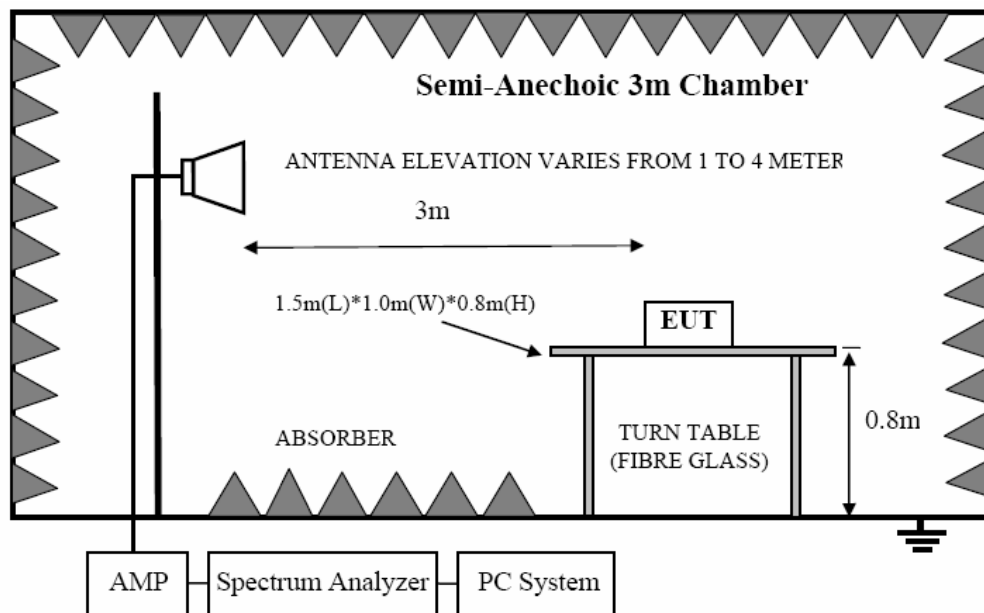 Semi-Anechoic 3m Chamber
ANTENNA ELEVATION VARIES FROM 1 TO 4 METER
3m
1.5m(L)*1.0m(W)*0.8m(H)
EUT
0.8m
ABSORBER
TURN TABLE
(FIBRE GLASS)
AMP
Spectrum Analyzer
PC System